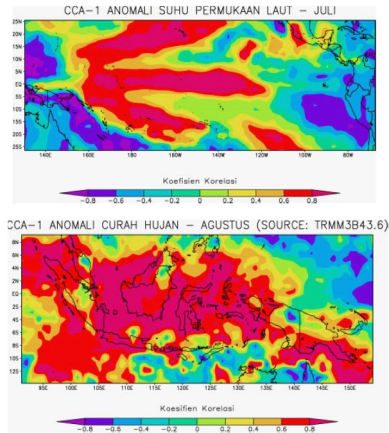 CCA-1 ANOMALI SUHU PERMUKAAN LAUT - JULI
25N
20N
15N
10N
5N
EQ
5S
10S
15S
20S
25S
140E 160E 180 160W 140W 120W 100W 80W
Koefisien Korelasi
-0.8 -0.6 -0.4 -0.2 0 0.2 0.4 0.6 0.8
CCA-1 ANOMALI CURAH HUJAN - AGUSTUS (SOURCE: TRMM3B43.6)
8N
6N
4N
2N
EQ
2S
4S
6S
8S
10S
12S
95E 100E 105E 110E 115E 120E 125E 130E 135E 140E 145E 150E
Koesifien Korelasi
-0.8 -0.6 -0.4 -0.2 0 0.2 0.4 0.6 0.8